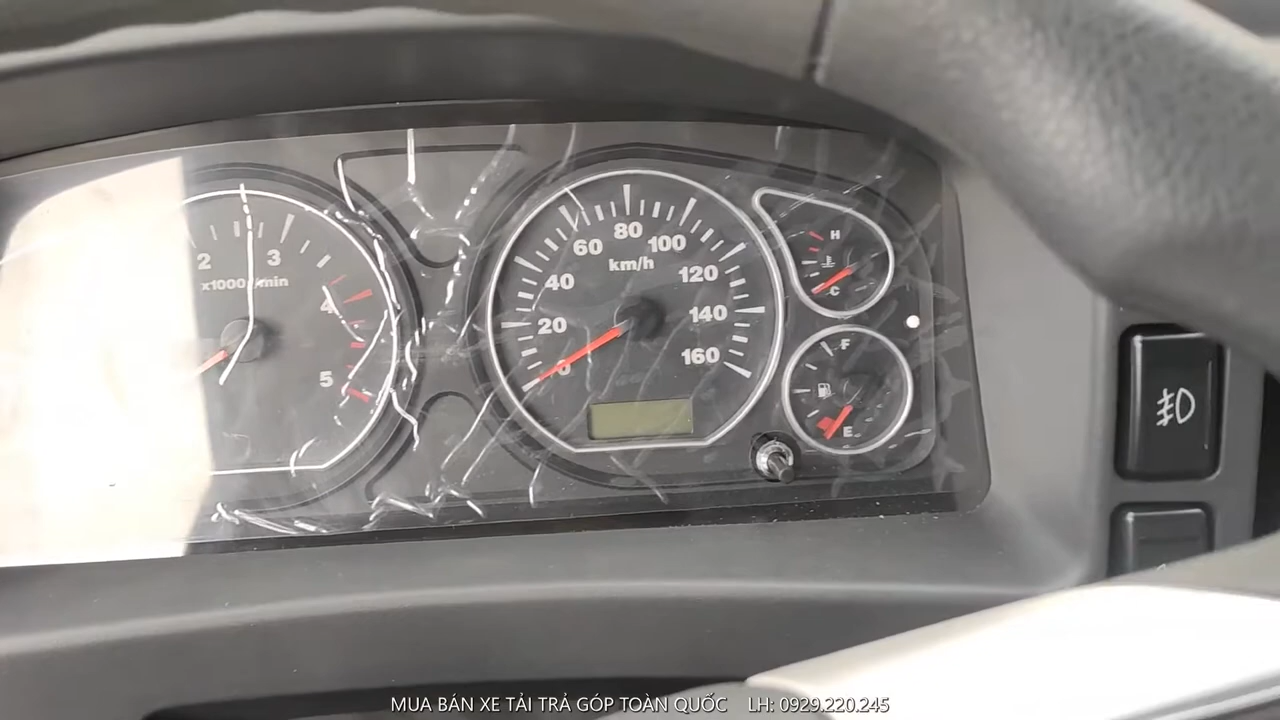 2
3
x1000r/min
4
5
0
20
40
60
80
100
120
140
160
km/h
H
C
F
E
MUA BÁN XE TẢI TRẢ GÓP TOÀN QUỐC LH: 0929.220.245